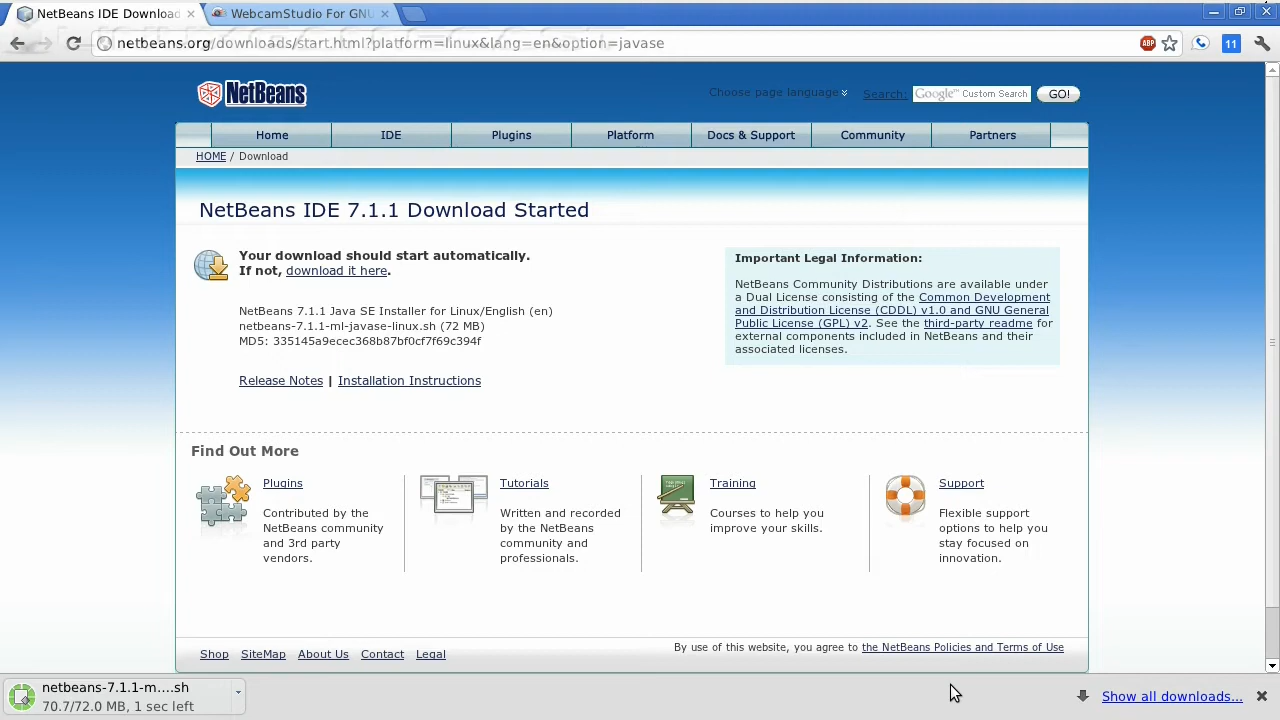 NetBeans IDE Download
WebcamStudio For GNU
netbeans.org/downloads/start.html?platform=linux&lang=en&option=javase
ABP
11
NetBeans
Choose page language
Search:
Google™ Custom Search
GO!
Home
IDE
Plugins
Platform
Docs & Support
Community
Partners
HOME / Download
NetBeans IDE 7.1.1 Download Started
Your download should start automatically.
If not, download it here.
NetBeans 7.1.1 Java SE Installer for Linux/English (en)
netbeans-7.1.1-ml-javase-linux.sh (72 MB)
MD5: 335145a9ecec368b87bf0cf7f69c394f
Release Notes | Installation Instructions
Important Legal Information:
NetBeans Community Distributions are available under
a Dual License consisting of the Common Development
and Distribution License (CDDL) v1.0 and GNU General
Public License (GPL) v2. See the third-party readme for
external components included in NetBeans and their
associated licenses.
Find Out More
Plugins
Contributed by the
NetBeans community
and 3rd party
vendors.
Tutorials
Written and recorded
by the NetBeans
community and
professionals.
Training
Courses to help you
improve your skills.
Support
Flexible support
options to help you
stay focused on
innovation.
Shop
SiteMap
About Us
Contact
Legal
By use of this website, you agree to the NetBeans Policies and Terms of Use
netbeans-7.1.1-m....sh
70.7/72.0 MB, 1 sec left
Show all downloads...